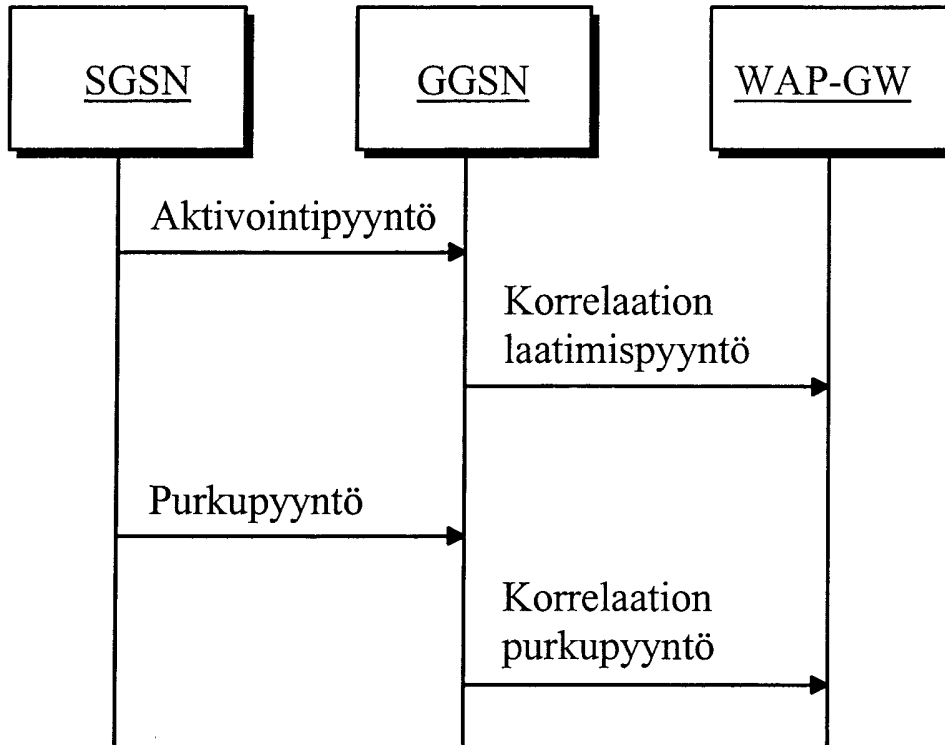 SGSN
GGSN
WAP-GW
Aktivointipyyntö
Korrelaation
laatimispyyntö
Purkupyyntö
Korrelaation
purkupyyntö